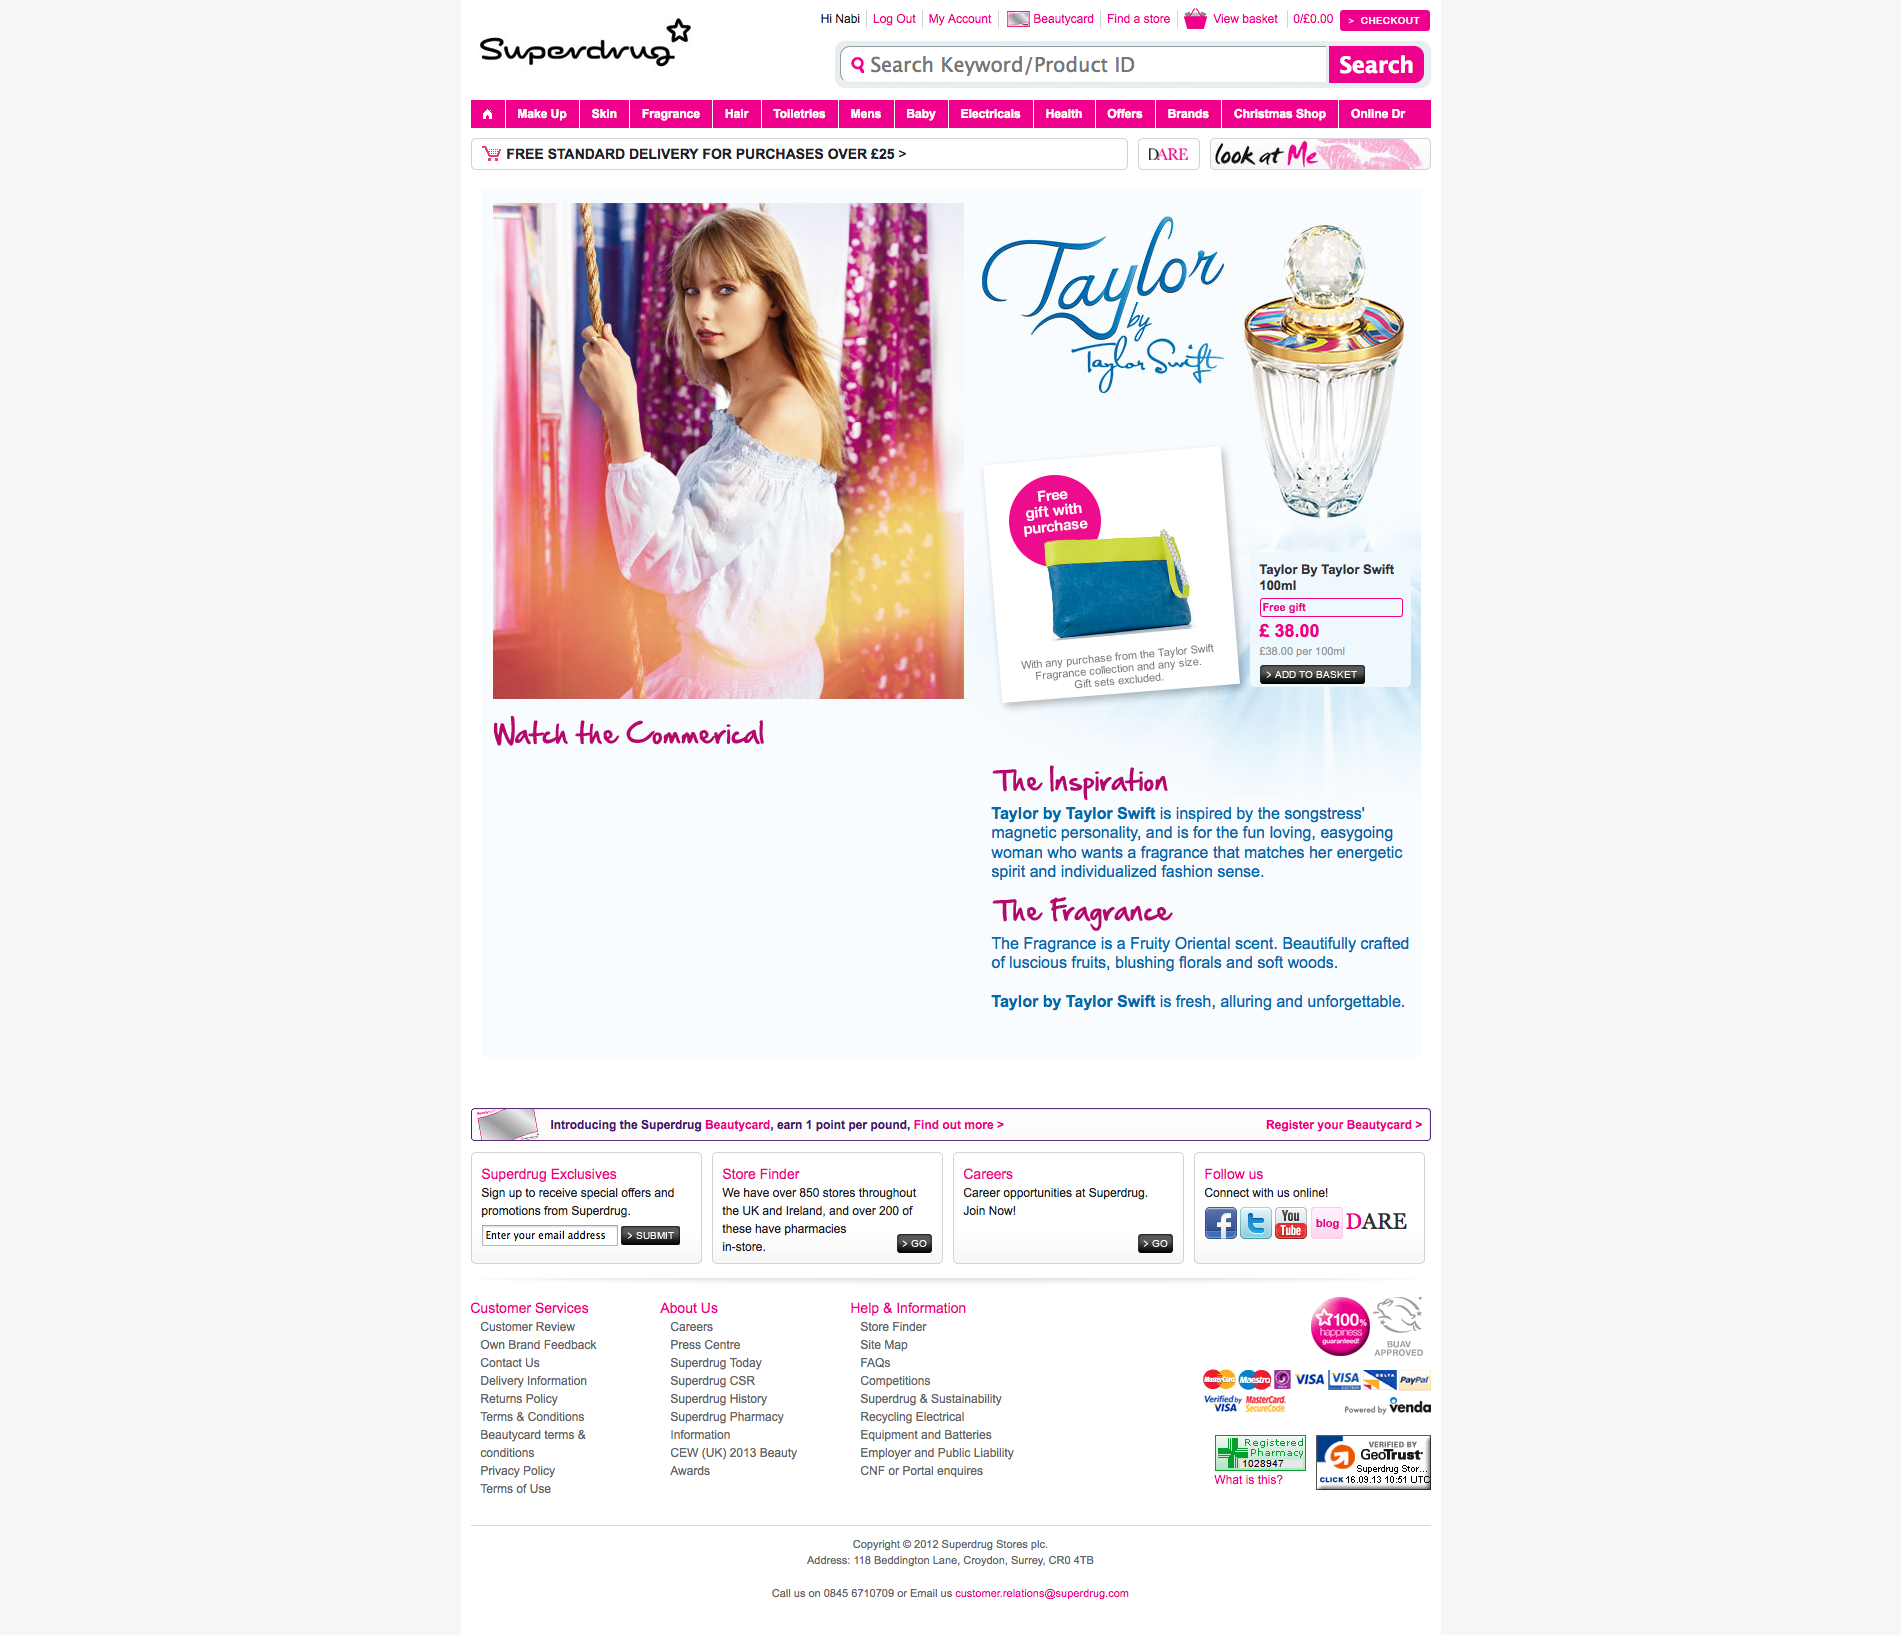 Superdrug
Hi Nabi
Log Out
My Account
Beautycard
Find a store
View basket
0/£0.00
> CHECKOUT
Search Keyword/Product ID
Search
Make Up
Skin
Fragrance
Hair
Toiletries
Mens
Baby
Electricals
Health
Offers
Brands
Christmas Shop
Online Dr
FREE STANDARD DELIVERY FOR PURCHASES OVER £25 >
DARE
look at Me
Taylor
by
Taylor Swift
Free
gift with
purchase
With any purchase from the Taylor Swift
Fragrance collection and any size.
Gift sets excluded.
Taylor By Taylor Swift
100ml
Free gift
£ 38.00
£38.00 per 100ml
> ADD TO BASKET
Watch the Commerical
The Inspiration
Taylor by Taylor Swift is inspired by the songstress'
magnetic personality, and is for the fun loving, easygoing
woman who wants a fragrance that matches her energetic
spirit and individualized fashion sense.
The Fragrance
The Fragrance is a Fruity Oriental scent. Beautifully crafted
of luscious fruits, blushing florals and soft woods.
Taylor by Taylor Swift is fresh, alluring and unforgettable.
Introducing the Superdrug Beautycard, earn 1 point per pound, Find out more >
Register your Beautycard >
Superdrug Exclusives
Sign up to receive special offers and
promotions from Superdrug.
Enter your email address
> SUBMIT
Store Finder
We have over 850 stores throughout
the UK and Ireland, and over 200 of
these have pharmacies
in-store.
> GO
Careers
Career opportunities at Superdrug.
Join Now!
> GO
Follow us
Connect with us online!
You
Tube
blog
DARE
Customer Services
Customer Review
Own Brand Feedback
Contact Us
Delivery Information
Returns Policy
Terms & Conditions
Beautycard terms &
conditions
Privacy Policy
Terms of Use
About Us
Careers
Press Centre
Superdrug Today
Superdrug CSR
Superdrug History
Superdrug Pharmacy
Information
CEW (UK) 2013 Beauty
Awards
Help & Information
Store Finder
Site Map
FAQs
Competitions
Superdrug & Sustainability
Recycling Electrical
Equipment and Batteries
Employer and Public Liability
CNF or Portal enquires
100%
happiness
guaranteed!
BUAV
APPROVED
MasterCard
Maestro
VISA
VISA
ELECTRON
DELTA
PayPal
Verified by
VISA
MasterCard.
SecureCode.
Powered by venda
Registered
Pharmacy
1028947
What is this?
VERIFIED BY
GeoTrust
Superdrug Stor...
CLICK 16.09.13 10:51 UTC
Copyright © 2012 Superdrug Stores plc.
Address: 118 Beddington Lane, Croydon, Surrey, CR0 4TB
Call us on 0845 6710709 or Email us customer.relations@superdrug.com